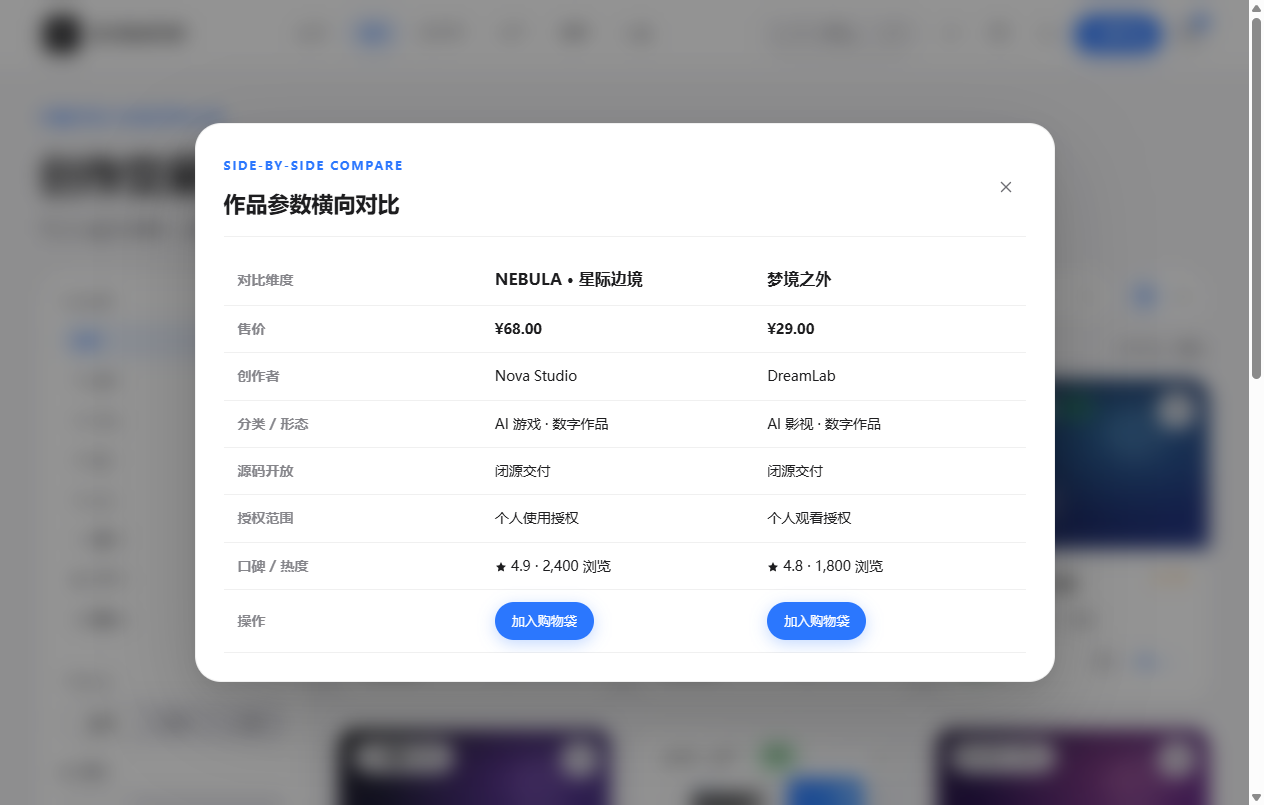 SIDE-BY-SIDE COMPARE
作品参数横向对比
对比维度 NEBULA • 星际边境 梦境之外
售价 ¥68.00 ¥29.00
创作者 Nova Studio DreamLab
分类 / 形态 AI 游戏 · 数字作品 AI 影视 · 数字作品
源码开放 闭源交付 闭源交付
授权范围 个人使用授权 个人观看授权
口碑 / 热度 ★ 4.9 · 2,400 浏览 ★ 4.8 · 1,800 浏览
操作 加入购物袋 加入购物袋